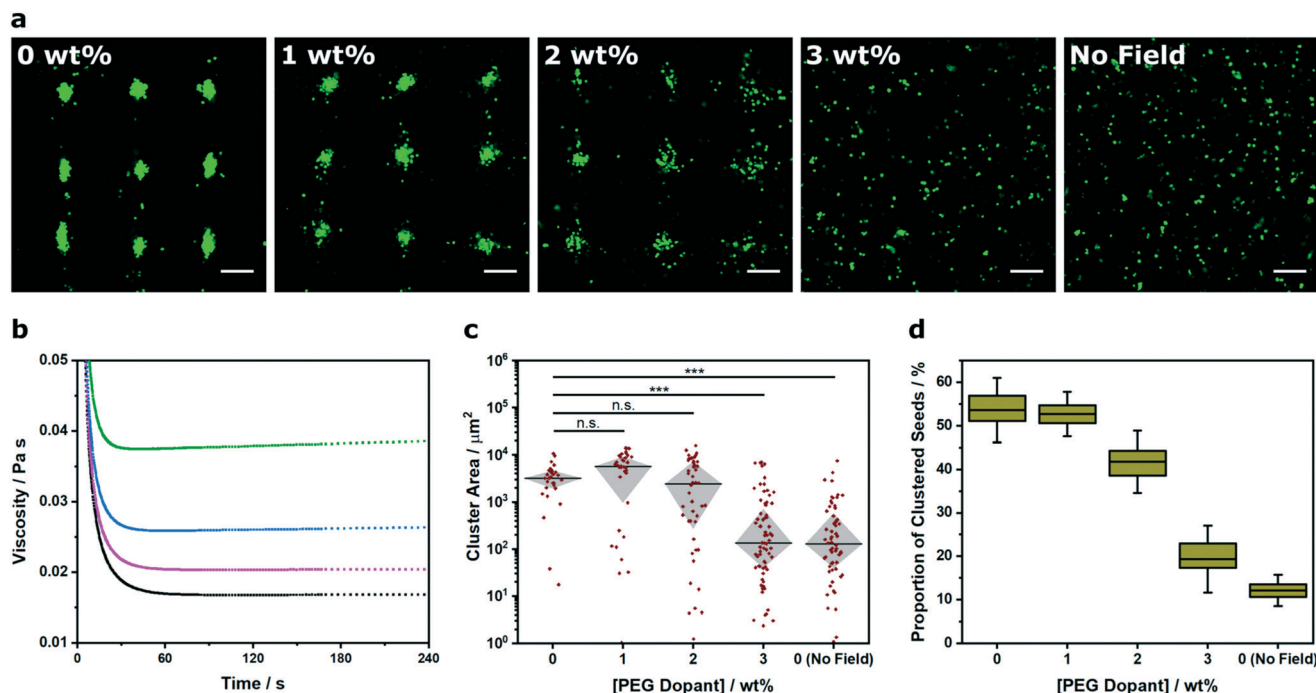 a
0 wt%
1 wt%
2 wt%
3 wt%
No Field
b
0.05
0.04
0.03
0.02
0.01
Viscosity / Pa s
0
60
120
180
240
Time / s
c
10⁶
10⁵
10⁴
10³
10²
10¹
10⁰
Cluster Area / μm²
***
***
n.s.
n.s.
0
1
2
3
0 (No Field)
[PEG Dopant] / wt%
d
60
50
40
30
20
10
0
Proportion of Clustered Seeds / %
0
1
2
3
0 (No Field)
[PEG Dopant] / wt%